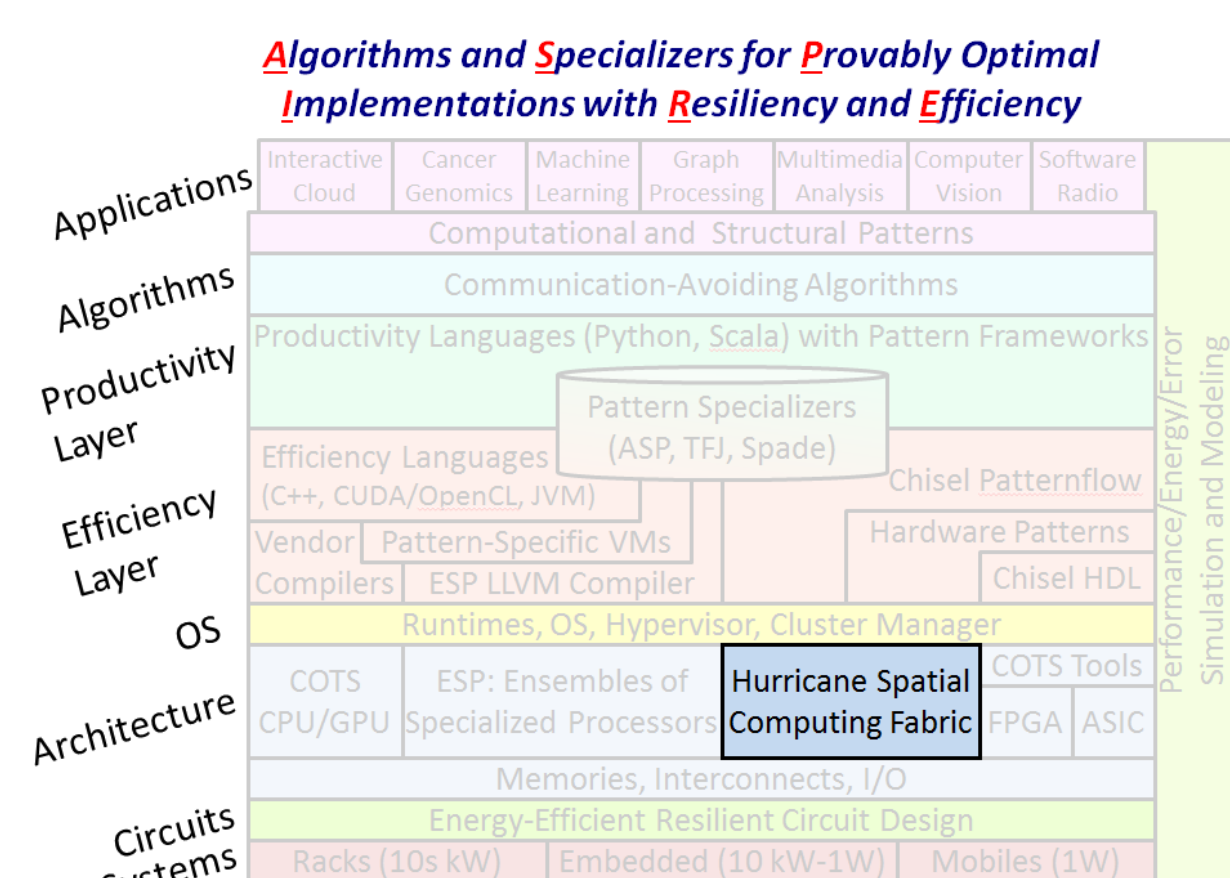 Algorithms and Specializers for Provably Optimal
Implementations with Resiliency and Efficiency
Applications
Interactive
Cloud
Cancer
Genomics
Machine
Learning
Graph
Processing
Multimedia
Analysis
Computer
Vision
Software
Radio
Computational and Structural Patterns
Algorithms
Communication-Avoiding Algorithms
Productivity
Layer
Productivity Languages (Python, Scala) with Pattern Frameworks
Pattern Specializers
(ASP, TFJ, Spade)
Efficiency
Layer
Efficiency Languages
(C++, CUDA/OpenCL, JVM)
Chisel Patternflow
Vendor
Compilers
Pattern-Specific VMs
Hardware Patterns
ESP LLVM Compiler
Chisel HDL
OS
Runtimes, OS, Hypervisor, Cluster Manager
Architecture
COTS
CPU/GPU
ESP: Ensembles of
Specialized Processors
Hurricane Spatial
Computing Fabric
COTS Tools
FPGA
ASIC
Memories, Interconnects, I/O
Circuits
Energy-Efficient Resilient Circuit Design
Systems
Racks (10s kW)
Embedded (10 kW-1W)
Mobiles (1W)
Performance/Energy/Error
Simulation and Modeling